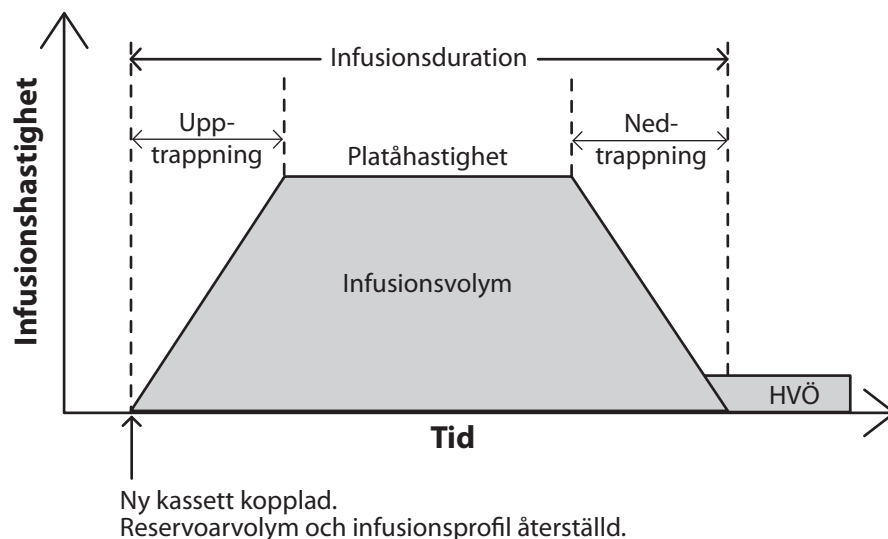 Infusionsduration
Upp-
trappning
Ned-
trappning
Platåhastighet
Infusionshastighet
Infusionsvolym
HVÖ
Tid
Ny kassett kopplad.
Reservoarvolym och infusionsprofil återställd.